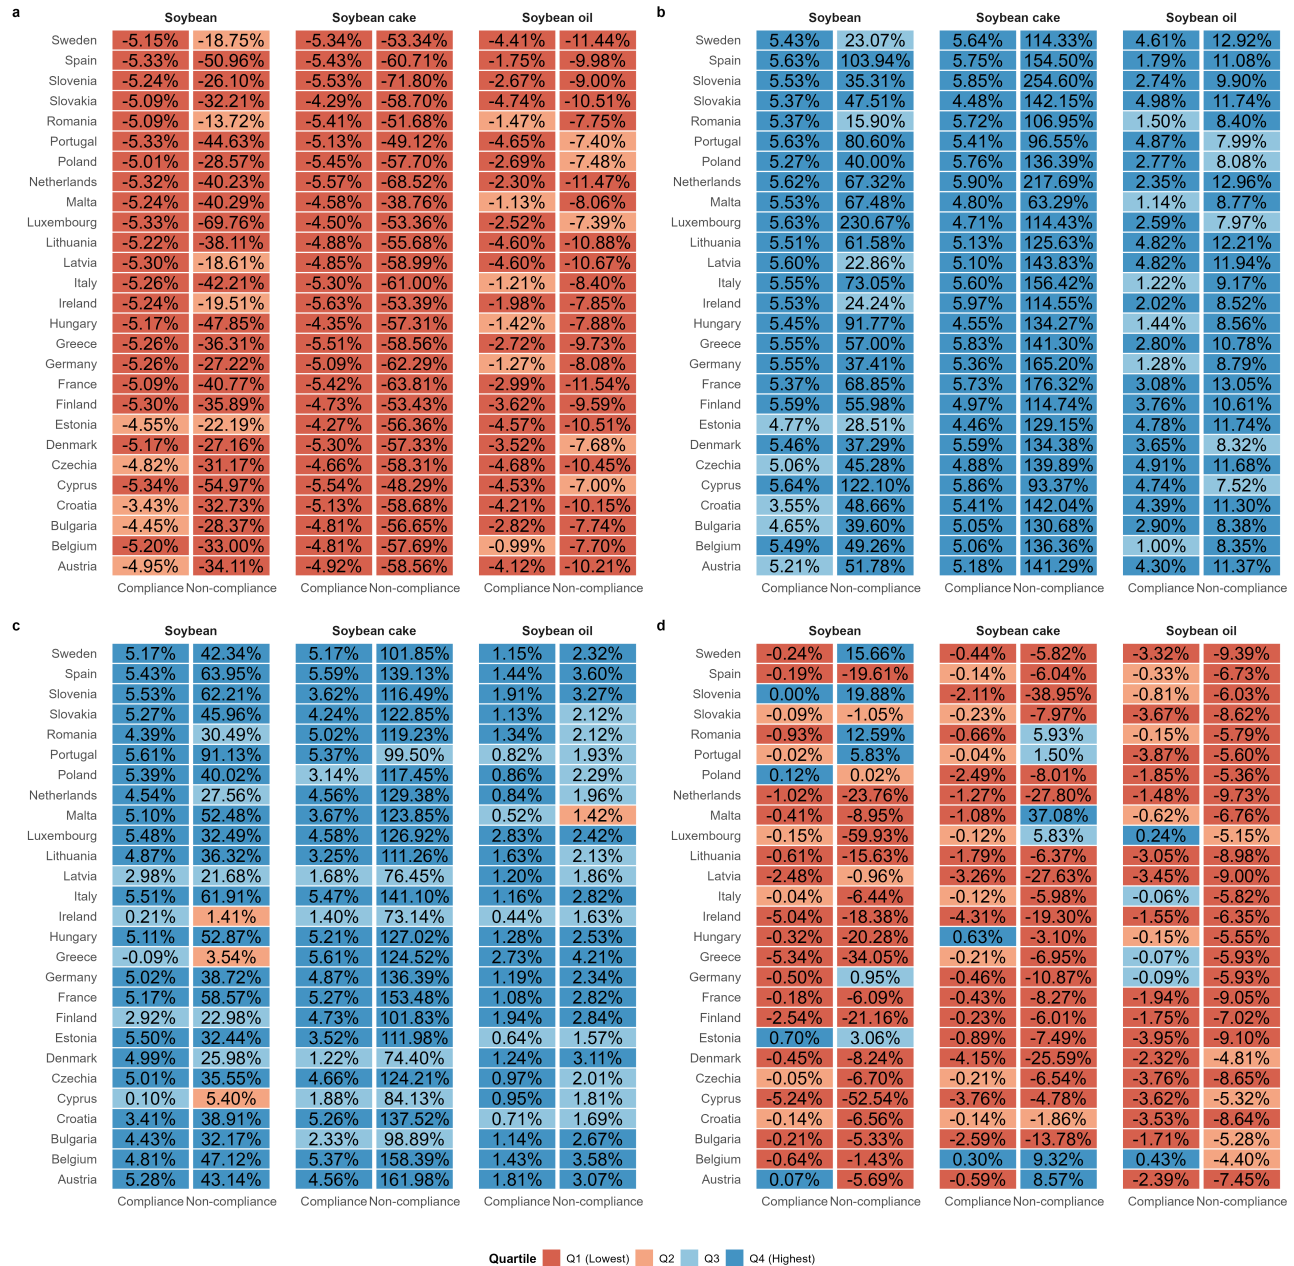 a
Soybean Soybean cake Soybean oil
Sweden -5.15% -18.75% -5.34% -53.34% -4.41% -11.44%
Spain -5.33% -50.96% -5.43% -60.71% -1.75% -9.98%
Slovenia -5.24% -26.10% -5.53% -71.80% -2.67% -9.00%
Slovakia -5.09% -32.21% -4.29% -58.70% -4.74% -10.51%
Romania -5.09% -13.72% -5.41% -51.68% -1.47% -7.75%
Portugal -5.33% -44.63% -5.13% -49.12% -4.65% -7.40%
Poland -5.01% -28.57% -5.45% -57.70% -2.69% -7.48%
Netherlands -5.32% -40.23% -5.57% -68.52% -2.30% -11.47%
Malta -5.24% -40.29% -4.58% -38.76% -1.13% -8.06%
Luxembourg -5.33% -69.76% -4.50% -53.36% -2.52% -7.39%
Lithuania -5.22% -38.11% -4.88% -55.68% -4.60% -10.88%
Latvia -5.30% -18.61% -4.85% -58.99% -4.60% -10.67%
Italy -5.26% -42.21% -5.30% -61.00% -1.21% -8.40%
Ireland -5.24% -19.51% -5.63% -53.39% -1.98% -7.85%
Hungary -5.17% -47.85% -4.35% -57.31% -1.42% -7.88%
Greece -5.26% -36.31% -5.51% -58.56% -2.72% -9.73%
Germany -5.26% -27.22% -5.09% -62.29% -1.27% -8.08%
France -5.09% -40.77% -5.42% -63.81% -2.99% -11.54%
Finland -5.30% -35.89% -4.73% -53.43% -3.62% -9.59%
Estonia -4.55% -22.19% -4.27% -56.36% -4.57% -10.51%
Denmark -5.17% -27.16% -5.30% -57.33% -3.52% -7.68%
Czechia -4.82% -31.17% -4.66% -58.31% -4.68% -10.45%
Cyprus -5.34% -54.97% -5.54% -48.29% -4.53% -7.00%
Croatia -3.43% -32.73% -5.13% -58.68% -4.21% -10.15%
Bulgaria -4.45% -28.37% -4.81% -56.65% -2.82% -7.74%
Belgium -5.20% -33.00% -4.81% -57.69% -0.99% -7.70%
Austria -4.95% -34.11% -4.92% -58.56% -4.12% -10.21%
Compliance Non-compliance Compliance Non-compliance Compliance Non-compliance
b
Soybean Soybean cake Soybean oil
Sweden 5.43% 23.07% 5.64% 114.33% 4.61% 12.92%
Spain 5.63% 103.94% 5.75% 154.50% 1.79% 11.08%
Slovenia 5.53% 35.31% 5.85% 254.60% 2.74% 9.90%
Slovakia 5.37% 47.51% 4.48% 142.15% 4.98% 11.74%
Romania 5.37% 15.90% 5.72% 106.95% 1.50% 8.40%
Portugal 5.63% 80.60% 5.41% 96.55% 4.87% 7.99%
Poland 5.27% 40.00% 5.76% 136.39% 2.77% 8.08%
Netherlands 5.62% 67.32% 5.90% 217.69% 2.35% 12.96%
Malta 5.53% 67.48% 4.80% 63.29% 1.14% 8.77%
Luxembourg 5.63% 230.67% 4.71% 114.43% 2.59% 7.97%
Lithuania 5.51% 61.58% 5.13% 125.63% 4.82% 12.21%
Latvia 5.60% 22.86% 5.10% 143.83% 4.82% 11.94%
Italy 5.55% 73.05% 5.60% 156.42% 1.22% 9.17%
Ireland 5.53% 24.24% 5.97% 114.55% 2.02% 8.52%
Hungary 5.45% 91.77% 4.55% 134.27% 1.44% 8.56%
Greece 5.55% 57.00% 5.83% 141.30% 2.80% 10.78%
Germany 5.55% 37.41% 5.36% 165.20% 1.28% 8.79%
France 5.37% 68.85% 5.73% 176.32% 3.08% 13.05%
Finland 5.59% 55.98% 4.97% 114.74% 3.76% 10.61%
Estonia 4.77% 28.51% 4.46% 129.15% 4.78% 11.74%
Denmark 5.46% 37.29% 5.59% 134.38% 3.65% 8.32%
Czechia 5.06% 45.28% 4.88% 139.89% 4.91% 11.68%
Cyprus 5.64% 122.10% 5.86% 93.37% 4.74% 7.52%
Croatia 3.55% 48.66% 5.41% 142.04% 4.39% 11.30%
Bulgaria 4.65% 39.60% 5.05% 130.68% 2.90% 8.38%
Belgium 5.49% 49.26% 5.06% 136.36% 1.00% 8.35%
Austria 5.21% 51.78% 5.18% 141.29% 4.30% 11.37%
Compliance Non-compliance Compliance Non-compliance Compliance Non-compliance
c
Soybean Soybean cake Soybean oil
Sweden 5.17% 42.34% 5.17% 101.85% 1.15% 2.32%
Spain 5.43% 63.95% 5.59% 139.13% 1.44% 3.60%
Slovenia 5.53% 62.21% 3.62% 116.49% 1.91% 3.27%
Slovakia 5.27% 45.96% 4.24% 122.85% 1.13% 2.12%
Romania 4.39% 30.49% 5.02% 119.23% 1.34% 2.12%
Portugal 5.61% 91.13% 5.37% 99.50% 0.82% 1.93%
Poland 5.39% 40.02% 3.14% 117.45% 0.86% 2.29%
Netherlands 4.54% 27.56% 4.56% 129.38% 0.84% 1.96%
Malta 5.10% 52.48% 3.67% 123.85% 0.52% 1.42%
Luxembourg 5.48% 32.49% 4.58% 126.92% 2.83% 2.42%
Lithuania 4.87% 36.32% 3.25% 111.26% 1.63% 2.13%
Latvia 2.98% 21.68% 1.68% 76.45% 1.20% 1.86%
Italy 5.51% 61.91% 5.47% 141.10% 1.16% 2.82%
Ireland 0.21% 1.41% 1.40% 73.14% 0.44% 1.63%
Hungary 5.11% 52.87% 5.21% 127.02% 1.28% 2.53%
Greece -0.09% 3.54% 5.61% 124.52% 2.73% 4.21%
Germany 5.02% 38.72% 4.87% 136.39% 1.19% 2.34%
France 5.17% 58.57% 5.27% 153.48% 1.08% 2.82%
Finland 2.92% 22.98% 4.73% 101.83% 1.94% 2.84%
Estonia 5.50% 32.44% 3.52% 111.98% 0.64% 1.57%
Denmark 4.99% 25.98% 1.22% 74.40% 1.24% 3.11%
Czechia 5.01% 35.55% 4.66% 124.21% 0.97% 2.01%
Cyprus 0.10% 5.40% 1.88% 84.13% 0.95% 1.81%
Croatia 3.41% 38.91% 5.26% 137.52% 0.71% 1.69%
Bulgaria 4.43% 32.17% 2.33% 98.89% 1.14% 2.67%
Belgium 4.81% 47.12% 5.37% 158.39% 1.43% 3.58%
Austria 5.28% 43.14% 4.56% 161.98% 1.81% 3.07%
Compliance Non-compliance Compliance Non-compliance Compliance Non-compliance
d
Soybean Soybean cake Soybean oil
Sweden -0.24% 15.66% -0.44% -5.82% -3.32% -9.39%
Spain -0.19% -19.61% -0.14% -6.04% -0.33% -6.73%
Slovenia 0.00% 19.88% -2.11% -38.95% -0.81% -6.03%
Slovakia -0.09% -1.05% -0.23% -7.97% -3.67% -8.62%
Romania -0.93% 12.59% -0.66% 5.93% -0.15% -5.79%
Portugal -0.02% 5.83% -0.04% 1.50% -3.87% -5.60%
Poland 0.12% 0.02% -2.49% -8.01% -1.85% -5.36%
Netherlands -1.02% -23.76% -1.27% -27.80% -1.48% -9.73%
Malta -0.41% -8.95% -1.08% 37.08% -0.62% -6.76%
Luxembourg -0.15% -59.93% -0.12% 5.83% 0.24% -5.15%
Lithuania -0.61% -15.63% -1.79% -6.37% -3.05% -8.98%
Latvia -2.48% -0.96% -3.26% -27.63% -3.45% -9.00%
Italy -0.04% -6.44% -0.12% -5.98% -0.06% -5.82%
Ireland -5.04% -18.38% -4.31% -19.30% -1.55% -6.35%
Hungary -0.32% -20.28% 0.63% -3.10% -0.15% -5.55%
Greece -5.34% -34.05% -0.21% -6.95% -0.07% -5.93%
Germany -0.50% 0.95% -0.46% -10.87% -0.09% -5.93%
France -0.18% -6.09% -0.43% -8.27% -1.94% -9.05%
Finland -2.54% -21.16% -0.23% -6.01% -1.75% -7.02%
Estonia 0.70% 3.06% -0.89% -7.49% -3.95% -9.10%
Denmark -0.45% -8.24% -4.15% -25.59% -2.32% -4.81%
Czechia -0.05% -6.70% -0.21% -6.54% -3.76% -8.65%
Cyprus -5.24% -52.54% -3.76% -4.78% -3.62% -5.32%
Croatia -0.14% -6.56% -0.14% -1.86% -3.53% -8.64%
Bulgaria -0.21% -5.33% -2.59% -13.78% -1.71% -5.28%
Belgium -0.64% -1.43% 0.30% 9.32% 0.43% -4.40%
Austria 0.07% -5.69% -0.59% 8.57% -2.39% -7.45%
Compliance Non-compliance Compliance Non-compliance Compliance Non-compliance
Quartile Q1 (Lowest) Q2 Q3 Q4 (Highest)